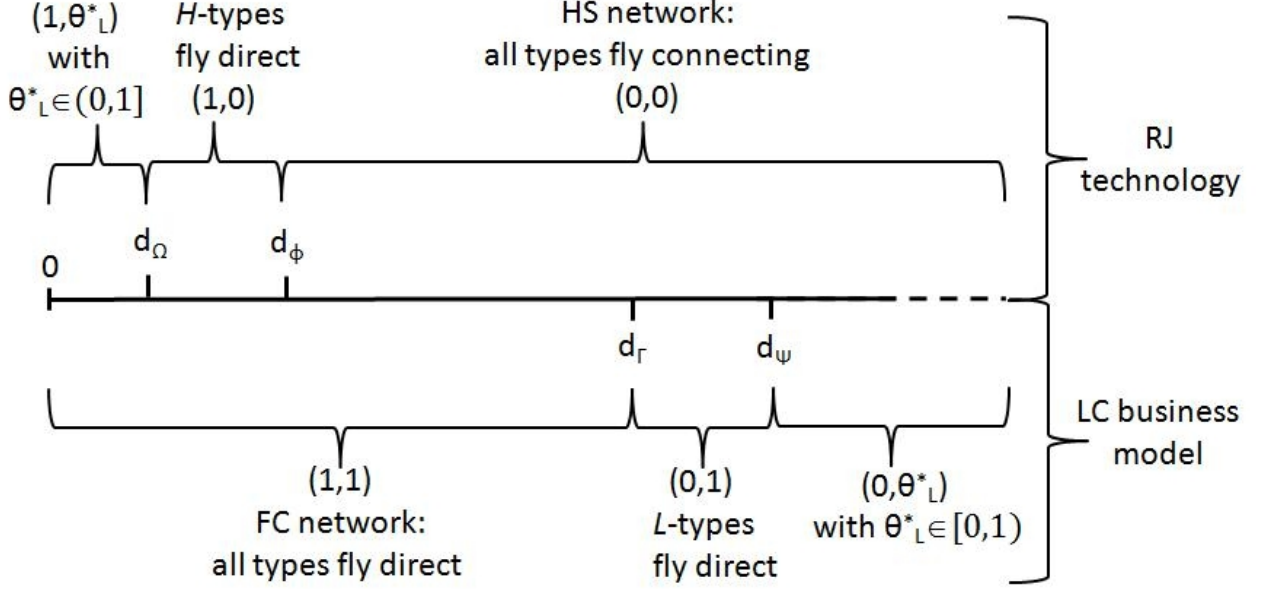 (1,θ*L)
with
θ*L∈(0,1]
H-types
fly direct
(1,0)
HS network:
all types fly connecting
(0,0)
RJ
technology
0
dΩ
dϕ
dΓ
dψ
(1,1)
FC network:
all types fly direct
(0,1)
L-types
fly direct
(0,θ*L)
with θ*L∈[0,1)
LC business
model